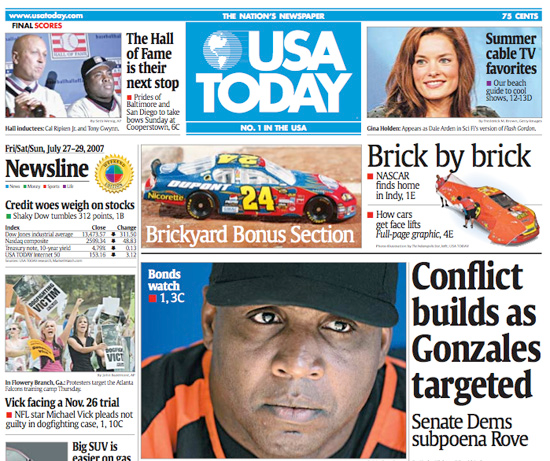 www.usatoday.com
THE NATION'S NEWSPAPER
75 CENTS
FINAL SCORES
Hall inductees: Cal Ripken Jr. and Tony Gwynn.
The Hall
of Fame
is their
next stop
Prides of
Baltimore and
San Diego to take
bows Sunday at
Cooperstown, 6C
USA
TODAY
NO. 1 IN THE USA
Summer
cable TV
favorites
Our beach
guide to cool
shows, 12-13D
Gina Holden: Appears as Dale Arden in Sci Fi's version of Flash Gordon.
Fri/Sat/Sun, July 27-29, 2007
Newsline
News
Money
Sports
Life
WEEKEND
EDITION
Credit woes weigh on stocks
Shaky Dow tumbles 312 points, 1B
Index Close Change
Dow Jones industrial average 13,473.57 311.50
Nasdaq composite 2599.34 48.83
Treasury note, 10-year yield 4.79% 0.13
USA TODAY Internet 50 153.16 3.12
DUPONT
24
Nicorette
Brickyard Bonus Section
Brick by brick
NASCAR
finds home
in Indy, 1E
How cars
get face lifts
Full-page graphic, 4E
DOGFIGHTING
VICTIM
In Flowery Branch, Ga.: Protesters target the Atlanta
Falcons training camp Thursday.
Vick facing a Nov. 26 trial
NFL star Michael Vick pleads not
guilty in dogfighting case, 1, 10C
Big SUV is
easier on gas
Bonds
watch
1, 3C
Conflict
builds as
Gonzales
targeted
Senate Dems
subpoena Rove